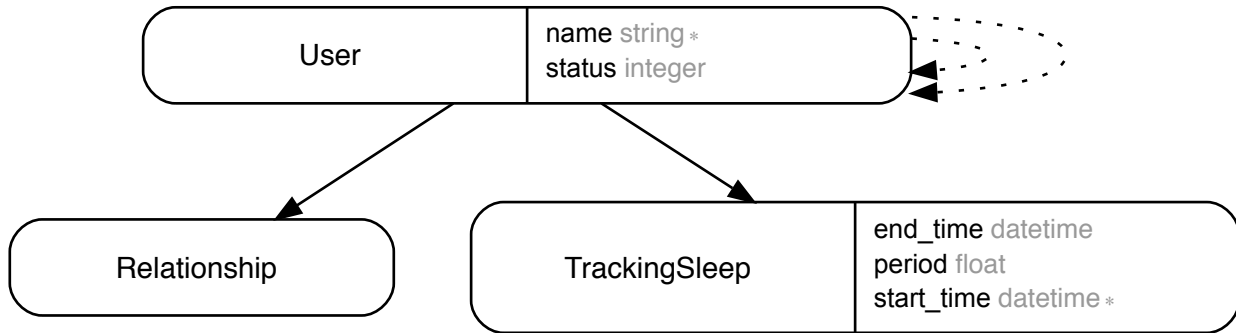 User
name string *
status integer
Relationship
TrackingSleep
end_time datetime
period float
start_time datetime *